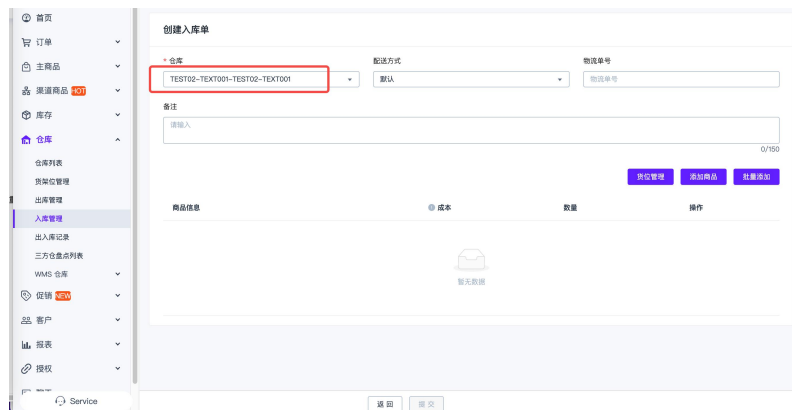 首页
订单
主商品
渠道商品 HOT
库存
仓库
仓库列表
货架位管理
出库管理
入库管理
出入库记录
三方仓盘点列表
WMS 仓库
促销 NEW
客户
报表
授权
Service
创建入库单
* 仓库 配送方式 物流单号
TEST02-TEXT001-TEST02-TEXT001 默认 物流单号
备注
请输入
0/150
货位管理 添加商品 批量添加
商品信息 成本 数量 操作
暂无数据
返回 提交